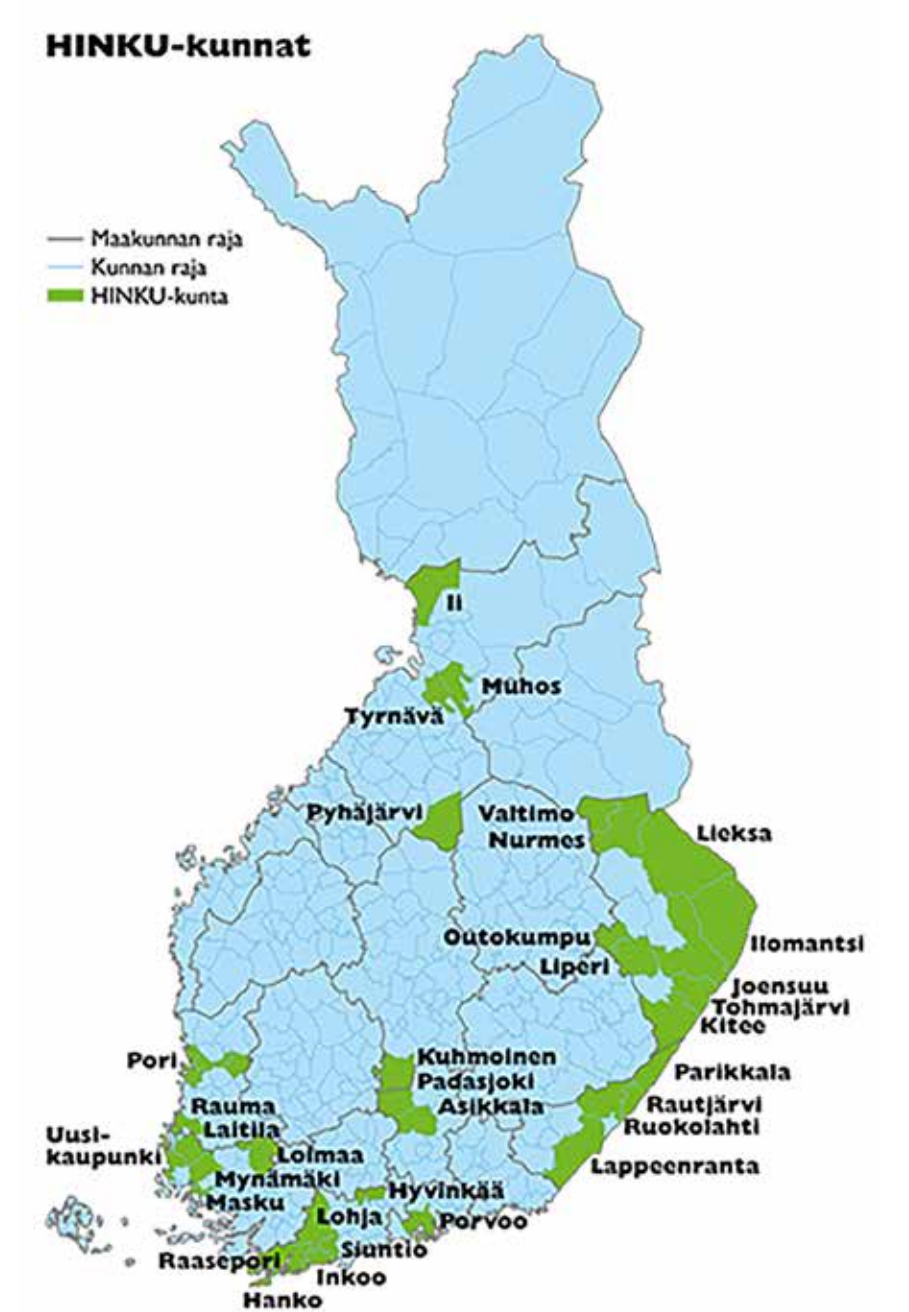 HINKU-kunnat
Maakunnan raja
Kunnan raja
HINKU-kunta
Ii
Muhos
Tyrnävä
Pyhäjärvi
Valtimo
Nurmes
Lieksa
Outokumpu
Liperi
Ilomantsi
Joensuu
Tohmajärvi
Kitee
Pori
Kuhmoinen
Padasjoki
Asikkala
Parikkala
Rautjärvi
Ruokolahti
Lappeenranta
Rauma
Laitila
Uusi-
kaupunki
Loimaa
Mynämäki
Masku
Hyvinkää
Lohja
Porvoo
Siuntio
Raasepori
Inkoo
Hanko